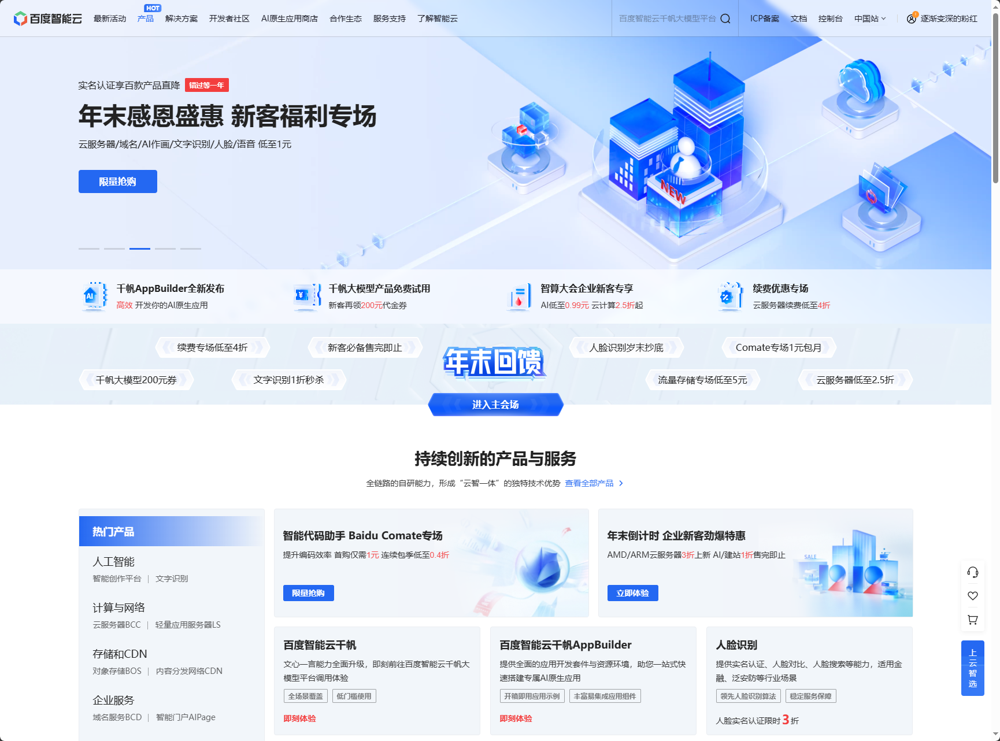 百度智能云
最新活动
产品
HOT
解决方案
开发者社区
AI原生应用商店
合作生态
服务支持
了解智能云
百度智能云千帆大模型平台
ICP备案
文档
控制台
中国站
逐渐变深的粉红
实名认证享百款产品直降 错过等一年
年末感恩盛惠 新客福利专场
云服务器/域名/AI作画/文字识别/人脸/语音 低至1元
限量抢购
NEW
AI
千帆AppBuilder全新发布
高效 开发你的AI原生应用
¥
千帆大模型产品免费试用
新客再领200元代金券
智算大会企业新客专享
AI低至0.99元 云计算2.5折起
续费优惠专场
云服务器续费低至4折
续费专场低至4折
新客必备售完即止
人脸识别岁末抄底
Comate专场1元包月
千帆大模型200元券
文字识别1折秒杀
年末回馈
流量存储专场低至5元
云服务器低至2.5折
进入主会场
持续创新的产品与服务
全链路的自研能力，形成“云智一体”的独特技术优势 查看全部产品
热门产品
人工智能
智能创作平台 | 文字识别
计算与网络
云服务器BCC | 轻量应用服务器LS
存储和CDN
对象存储BOS | 内容分发网络CDN
企业服务
域名服务BCD | 智能门户AIPage
智能代码助手 Baidu Comate专场
提升编码效率 首购仅需1元 连续包季低至0.4折
限量抢购
年末倒计时 企业新客劲爆特惠
AMD/ARM云服务器3折上新 AI/建站1折售完即止
立即体验
SALE
百度智能云千帆
文心一言能力全面升级，即刻前往百度智能云千帆大
模型平台调用体验
全场景覆盖 低门槛使用
即刻体验
百度智能云千帆AppBuilder
提供全面的应用开发套件与资源环境，助您一站式快
速搭建专属AI原生应用
开箱即用应用示例 丰富易集成应用组件
即刻体验
人脸识别
提供实名认证、人脸对比、人脸搜索等能力，适用金
融、泛安防等行业场景
领先人脸识别算法 稳定服务保障
人脸实名认证限时3折
上
云
智
选